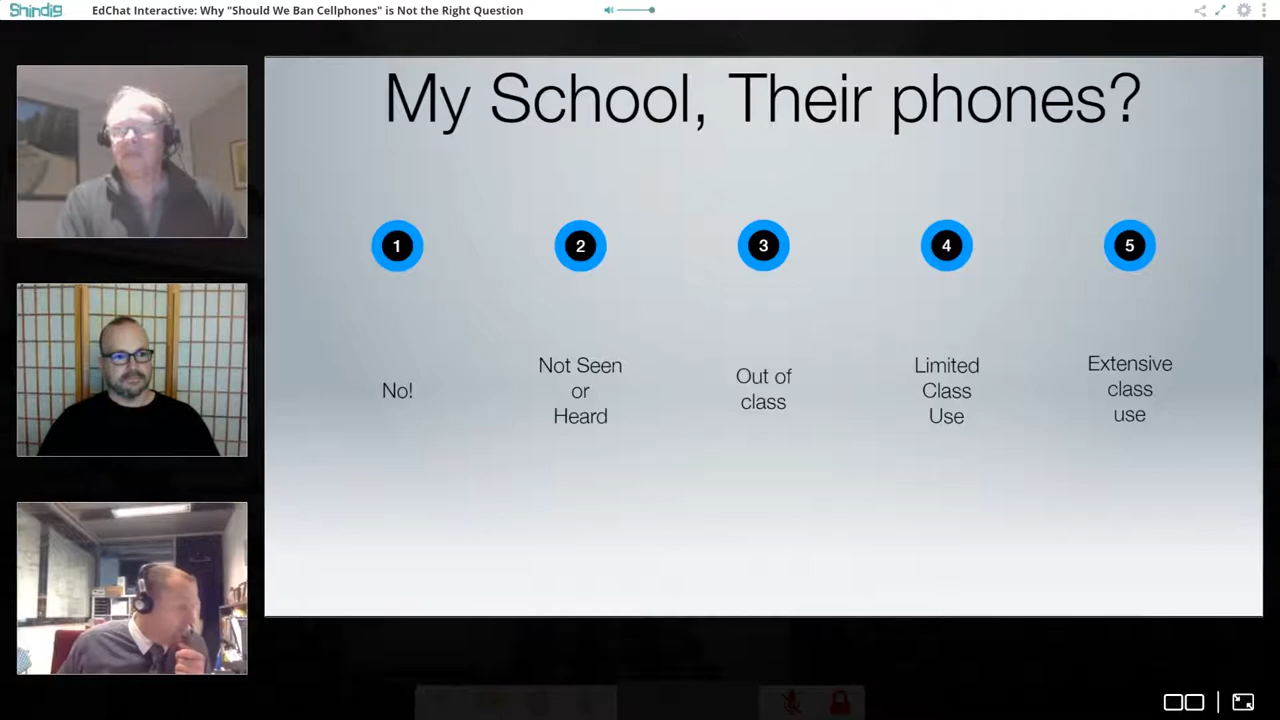 Shindig
EdChat Interactive: Why "Should We Ban Cellphones" is Not the Right Question
My School, Their phones?
1
2
3
4
5
No!
Not Seen
or
Heard
Out of
class
Limited
Class
Use
Extensive
class
use